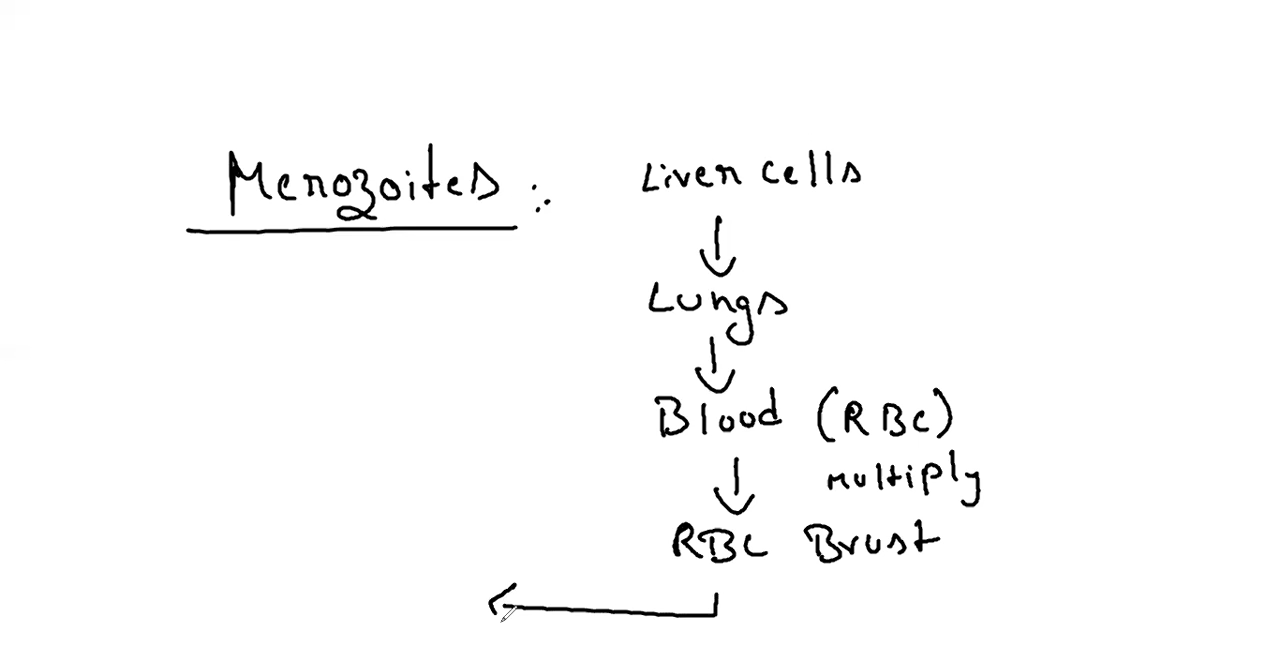 Merozoites :
Liver cells
Lungs
Blood (RBC)
multiply
RBC Brust